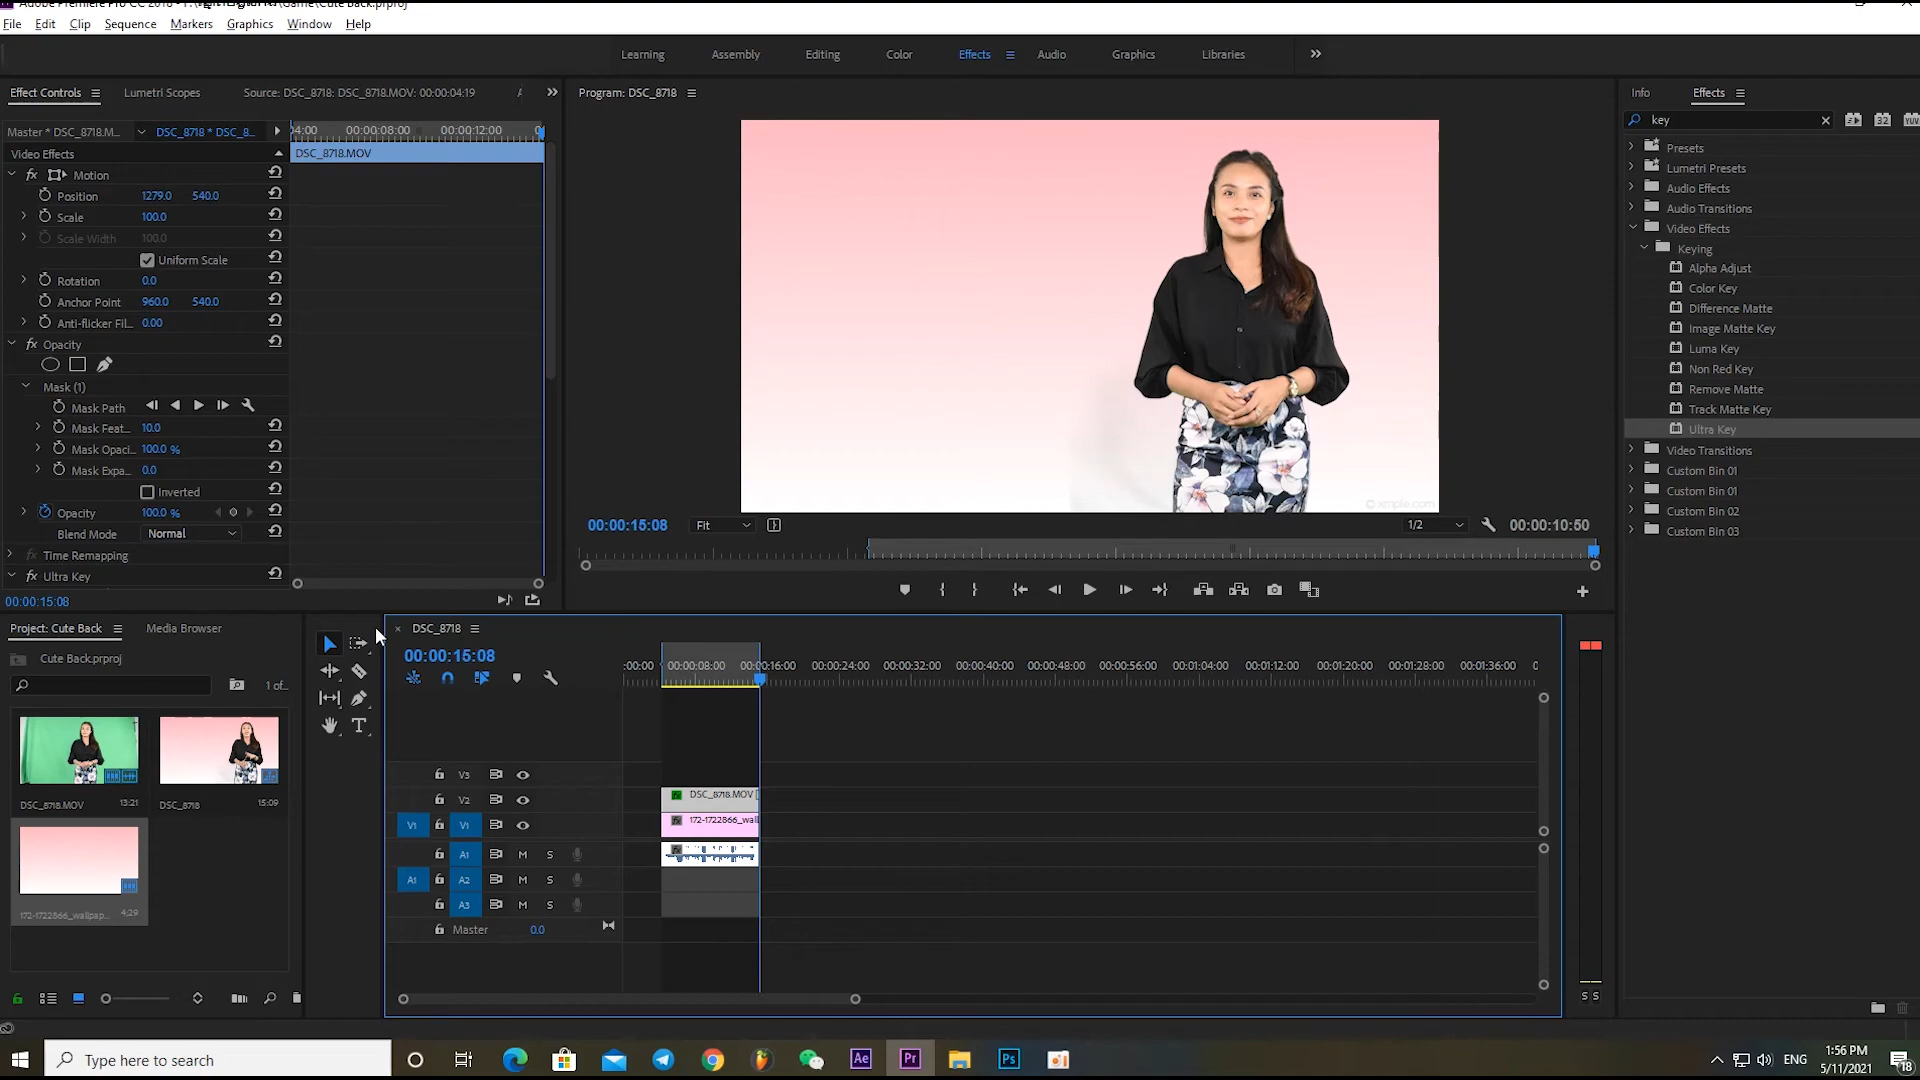 File Edit Clip Sequence Markers Graphics Window Help
Learning Assembly Editing Color Effects Audio Graphics Libraries
Effect Controls Lumetri Scopes Source: DSC_8718: DSC_8718.MOV: 00:00:04:19
Master * DSC_8718.M... DSC_8718 * DSC_8...
00:00:08:00 00:00:12:00
Video Effects
DSC_8718.MOV
Motion
Position 1279.0 540.0
Scale 100.0
Scale Width 100.0
Uniform Scale
Rotation 0.0
Anchor Point 960.0 540.0
Anti-flicker Fil... 0.00
Opacity
Mask (1)
Mask Path
Mask Feat... 10.0
Mask Opaci... 100.0 %
Mask Expa... 0.0
Inverted
Opacity 100.0 %
Blend Mode Normal
Time Remapping
Ultra Key
00:00:15:08
Program: DSC_8718
00:00:15:08 Fit 1/2 00:00:10:50
Info Effects
key
Presets
Lumetri Presets
Audio Effects
Audio Transitions
Video Effects
Keying
Alpha Adjust
Color Key
Difference Matte
Image Matte Key
Luma Key
Non Red Key
Remove Matte
Track Matte Key
Ultra Key
Video Transitions
Custom Bin 01
Custom Bin 01
Custom Bin 02
Custom Bin 03
Project: Cute Back Media Browser
Cute Back.prproj
1 of...
DSC_8718.MOV 13:21
DSC_8718 15:09
172-1722866_wallpap... 4;29
DSC_8718
00:00:15:08
:00:00 00:00:08:00 00:00:16:00 00:00:24:00 00:00:32:00 00:00:40:00 00:00:48:00 00:00:56:00 00:01:04:00 00:01:12:00 00:01:20:00 00:01:28:00 00:01:36:00
V3
V2 DSC_8718.MOV
V1 V1 172-1722866_wall
A1 M S
A1 A2 M S
A3 M S
Master 0.0
S S
Type here to search
Ae Pr Ps
ENG
1:56 PM
5/11/2021
18